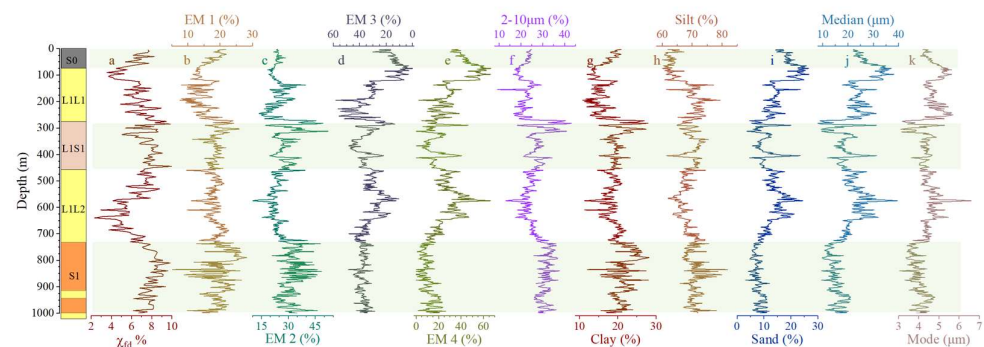 EM 1 (%) EM 3 (%) 2-10μm (%) Silt (%) Median (μm)
10 20 30 60 40 20 0 10 20 30 40 60 70 80 10 20 30 40
Depth (m)
0
100
200
300
400
500
600
700
800
900
1000
S0
L1L1
L1S1
L1L2
S1
a b c d e f g h i j k
2 4 6 8 10 15 30 45 0 20 40 60 10 20 30 0 10 20 30 3 4 5 6 7
χfd % EM 2 (%) EM 4 (%) Clay (%) Sand (%) Mode (μm)